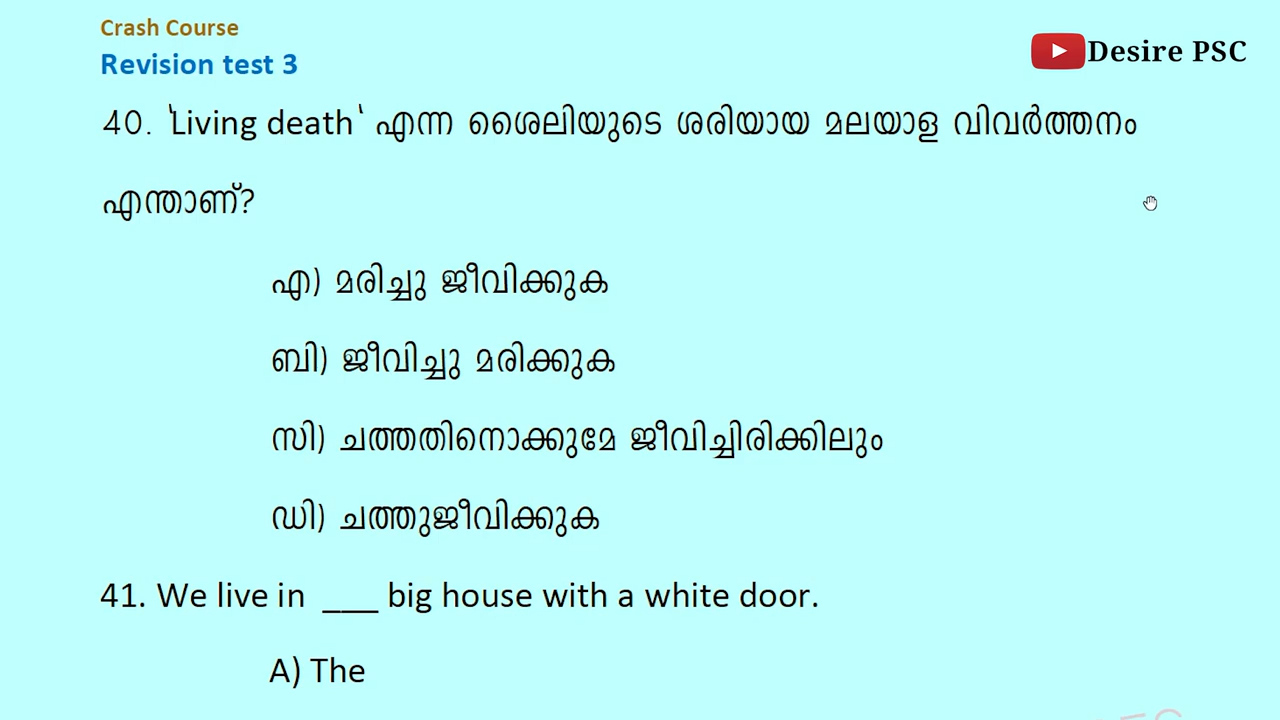 Crash Course
Desire PSC
Revision test 3
40. 'Living death' എന്ന ശൈലിയുടെ ശരിയായ മലയാള വിവർത്തനം
എന്താണ്?
എ) മരിച്ചു ജീവിക്കുക
ബി) ജീവിച്ചു മരിക്കുക
സി) ചത്തതിനൊക്കുമേ ജീവിച്ചിരിക്കിലും
ഡി) ചത്തുജീവിക്കുക
41. We live in ___ big house with a white door.
A) The